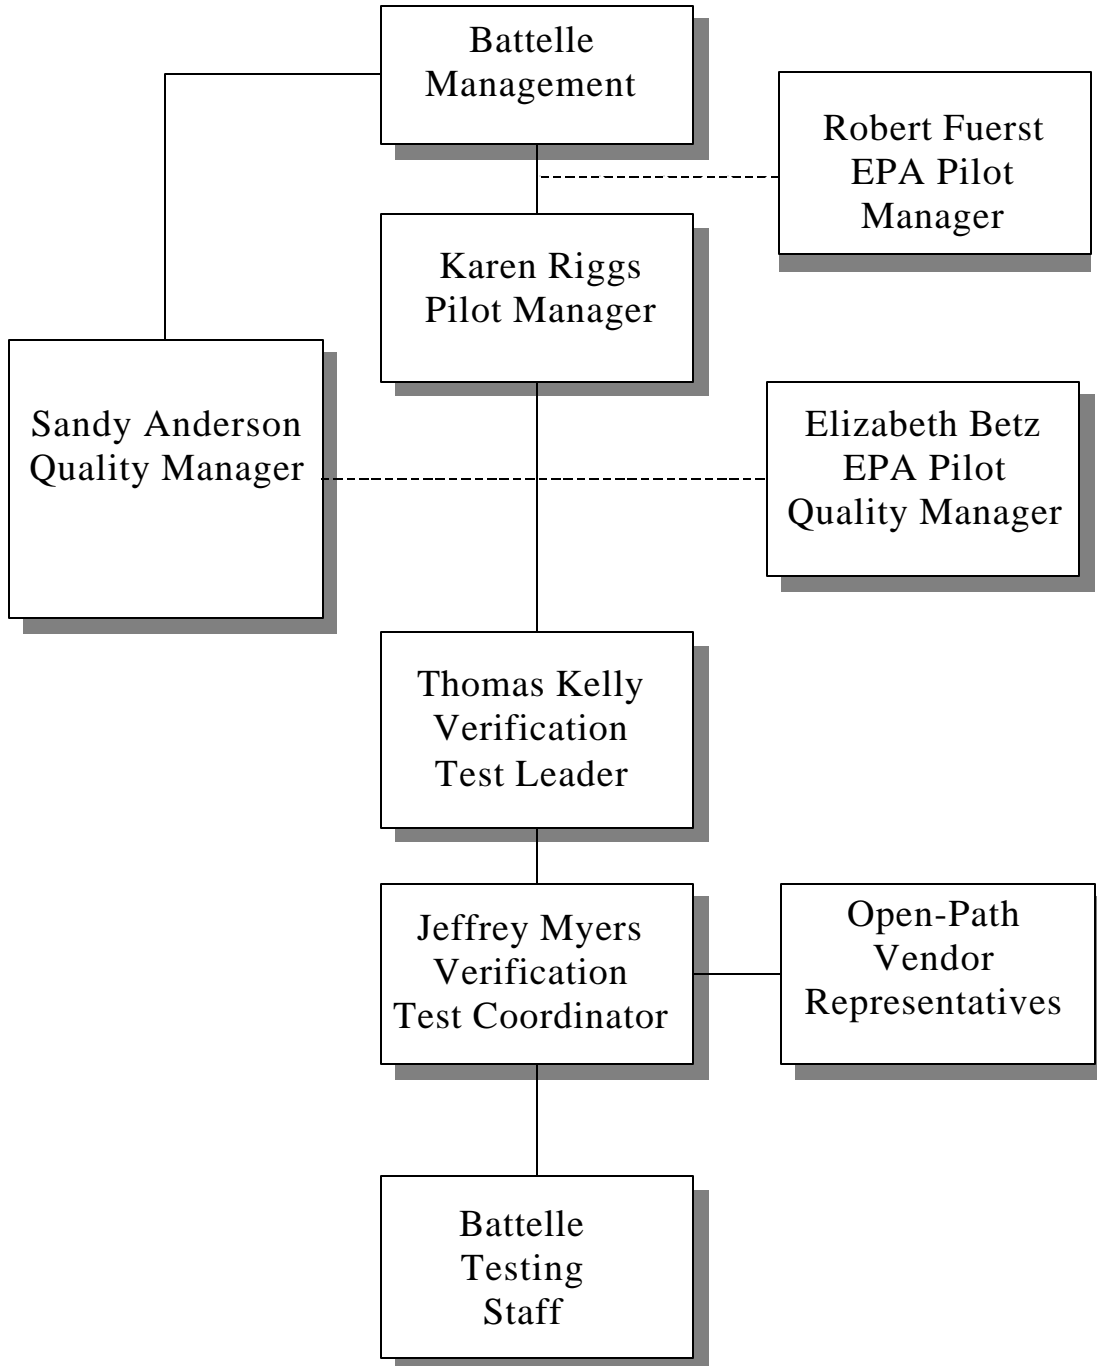 Battelle
Management
Robert Fuerst
EPA Pilot
Manager
Karen Riggs
Pilot Manager
Sandy Anderson
Quality Manager
Elizabeth Betz
EPA Pilot
Quality Manager
Thomas Kelly
Verification
Test Leader
Jeffrey Myers
Verification
Test Coordinator
Open-Path
Vendor
Representatives
Battelle
Testing
Staff